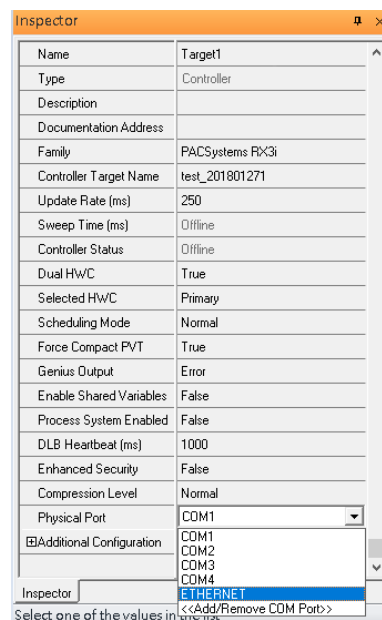 Inspector
Name Target1
Type Controller
Description
Documentation Address
Family PACSystems RX3i
Controller Target Name test_201801271
Update Rate (ms) 250
Sweep Time (ms) Offline
Controller Status Offline
Dual HWC True
Selected HWC Primary
Scheduling Mode Normal
Force Compact PVT True
Genius Output Error
Enable Shared Variables False
Process System Enabled False
DLB Heartbeat (ms) 1000
Enhanced Security False
Compression Level Normal
Physical Port COM1
Additional Configuration COM1
COM2
COM3
COM4
ETHERNET
<<Add/Remove COM Port>>
Inspector
Select one of the values in the list